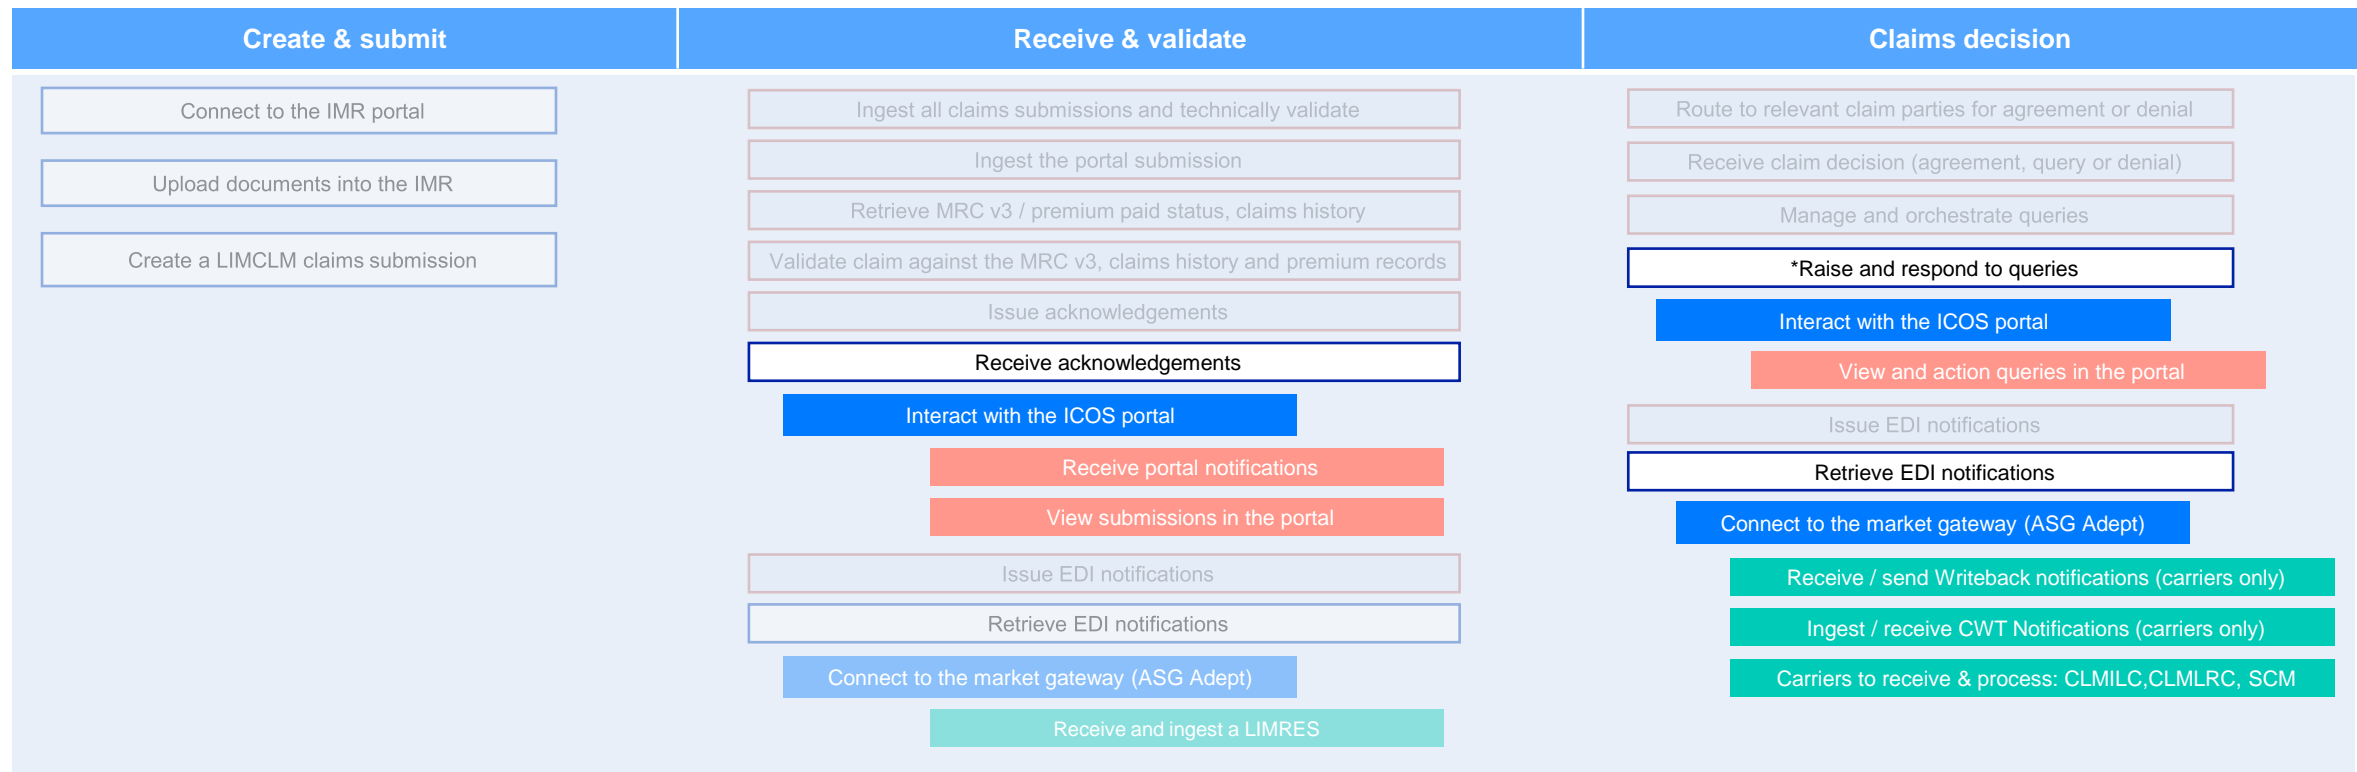 Create & submit
Connect to the IMR portal
Upload documents into the IMR
Create a LIMCLM claims submission
Receive & validate
Ingest all claims submissions and technically validate
Ingest the portal submission
Retrieve MRC v3 / premium paid status, claims history
Validate claim against the MRC v3, claims history and premium records
Issue acknowledgements
Receive acknowledgements
Interact with the ICOS portal
Receive portal notifications
View submissions in the portal
Issue EDI notifications
Retrieve EDI notifications
Connect to the market gateway (ASG Adept)
Receive and ingest a LIMRES
Claims decision
Route to relevant claim parties for agreement or denial
Receive claim decision (agreement, query or denial)
Manage and orchestrate queries
*Raise and respond to queries
Interact with the ICOS portal
View and action queries in the portal
Issue EDI notifications
Retrieve EDI notifications
Connect to the market gateway (ASG Adept)
Receive / send Writeback notifications (carriers only)
Ingest / receive CWT Notifications (carriers only)
Carriers to receive & process: CLMILC,CLMLRC, SCM